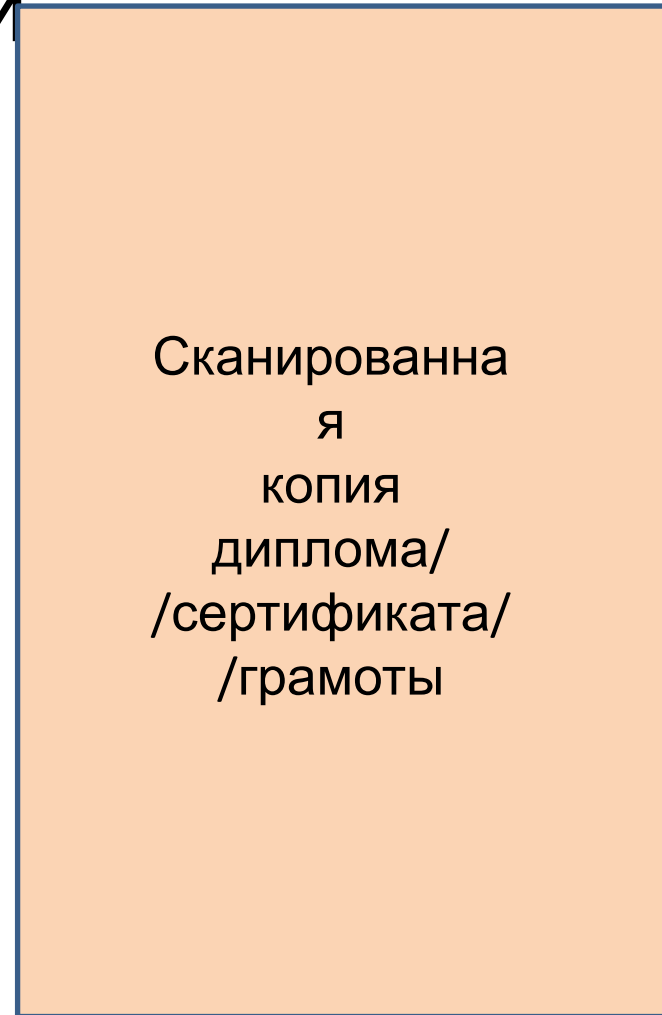 Сканированна
я
копия
диплома/
/сертификата/
/грамоты